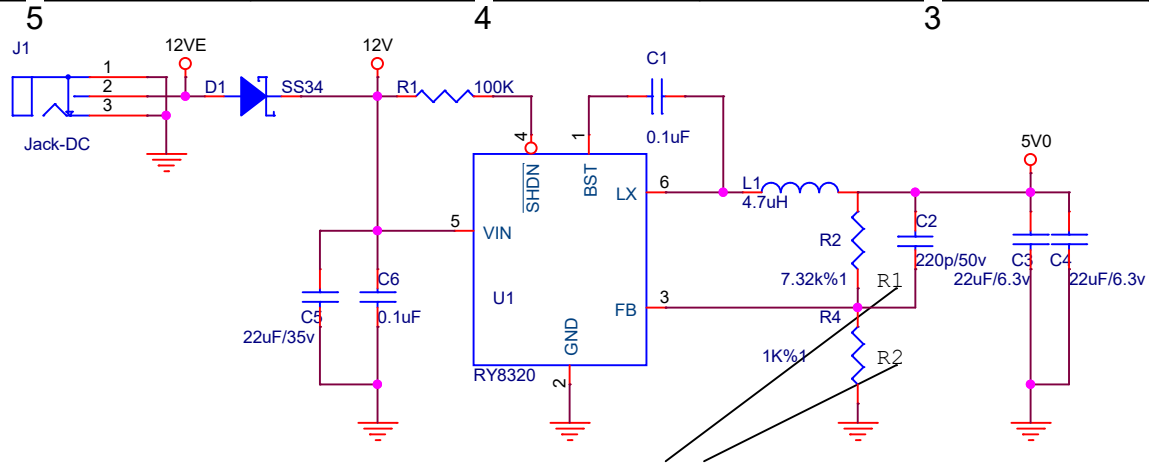 5
4
3
J1
12VE
12V
C1
1
2
3
D1
SS34
R1
100K
Jack-DC
4
1
0.1uF
5V0
SHDN
BST
LX
6
L1
4.7uH
5
VIN
R2
C2
7.32k%1
220p/50v
C3
C4
22uF/6.3v
22uF/6.3v
R1
C6
C5
0.1uF
22uF/35v
U1
FB
3
R4
1K%1
R2
GND
RY8320
2